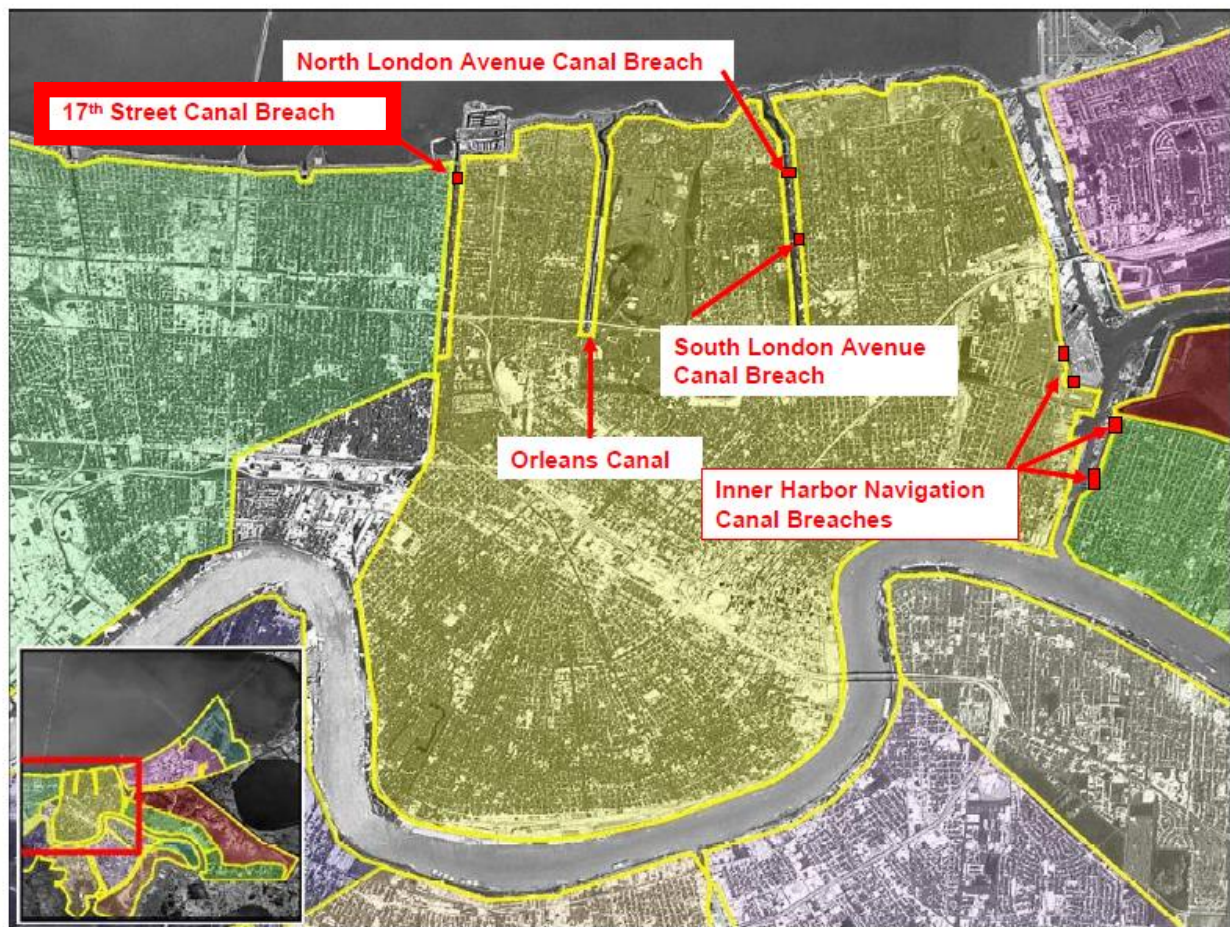 North London Avenue Canal Breach
17th Street Canal Breach
South London Avenue
Canal Breach
Orleans Canal
Inner Harbor Navigation
Canal Breaches